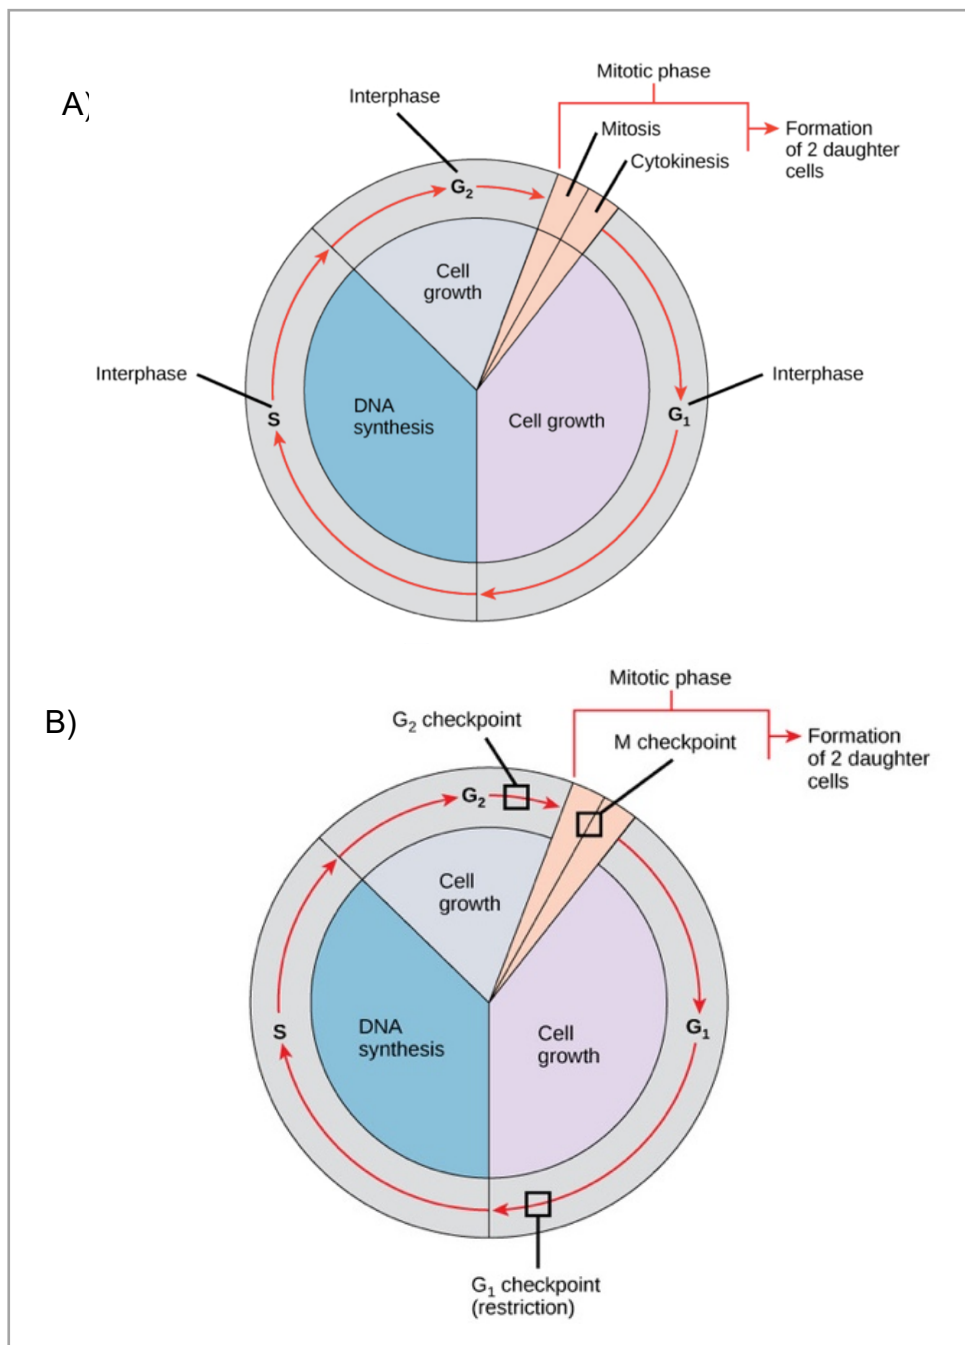 A)
Mitotic phase
Interphase
Mitosis
Formation
of 2 daughter
cells
Cytokinesis
G₂
Cell
growth
Interphase
Interphase
S
DNA
synthesis
Cell growth
G₁
B)
Mitotic phase
G₂ checkpoint
M checkpoint
Formation
of 2 daughter
cells
G₂
Cell
growth
S
DNA
synthesis
Cell
growth
G₁
G₁ checkpoint
(restriction)